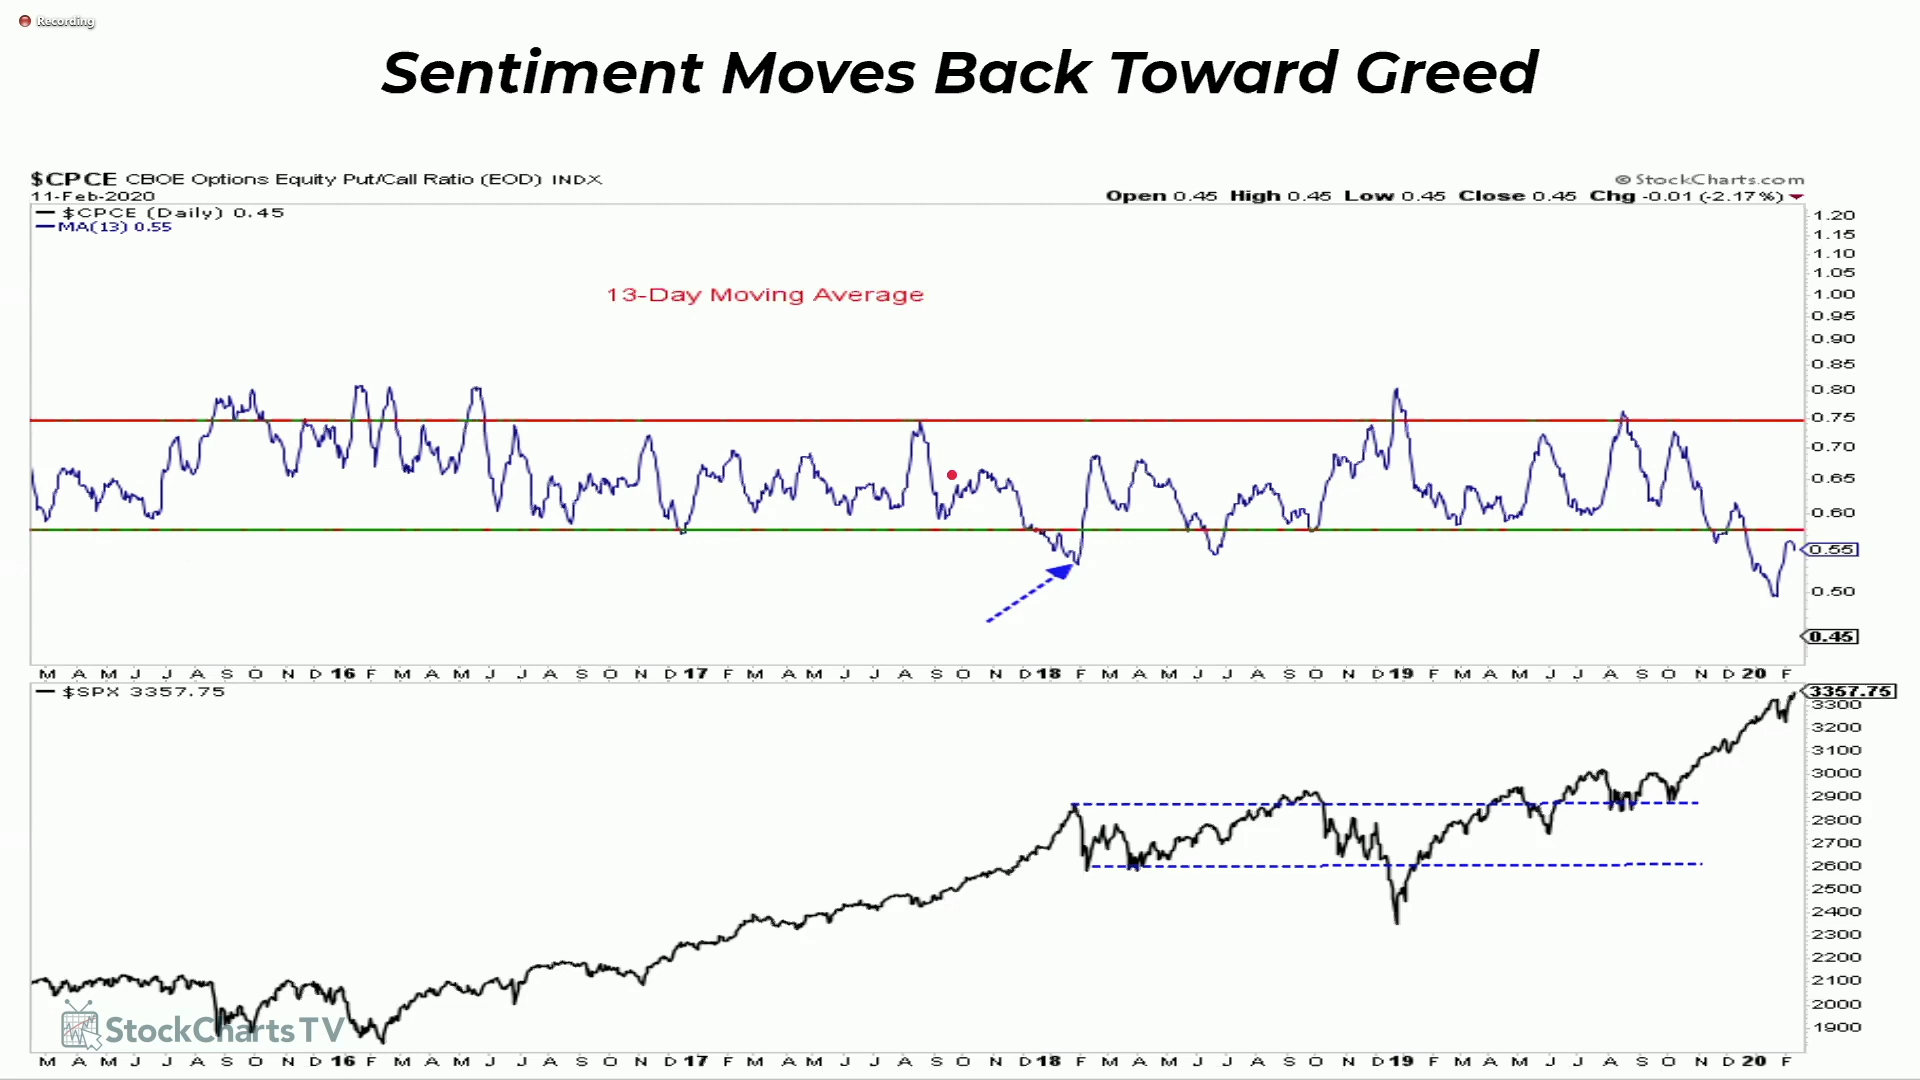 Recording
Sentiment Moves Back Toward Greed
$CPCE CBOE Options Equity Put/Call Ratio (EOD) INDX
© StockCharts.com
11-Feb-2020
Open 0.45 High 0.45 Low 0.45 Close 0.45 Chg -0.01 (-2.17%)
$CPCE (Daily) 0.45
MA(13) 0.55
13-Day Moving Average
1.20
1.15
1.10
1.05
1.00
0.95
0.90
0.85
0.80
0.75
0.70
0.65
0.60
0.55
0.50
0.45
M A M J J A S O N D 16 F M A M J J A S O N D 17 F M A M J J A S O N D 18 F M A M J J A S O N D 19 F M A M J J A S O N D 20 F
$SPX 3357.75
3357.75
3300
3200
3100
3000
2900
2800
2700
2600
2500
2400
2300
2200
2100
2000
1900
StockCharts TV
M A M J J A S O N D 16 F M A M J J A S O N D 17 F M A M J J A S O N D 18 F M A M J J A S O N D 19 F M A M J J A S O N D 20 F